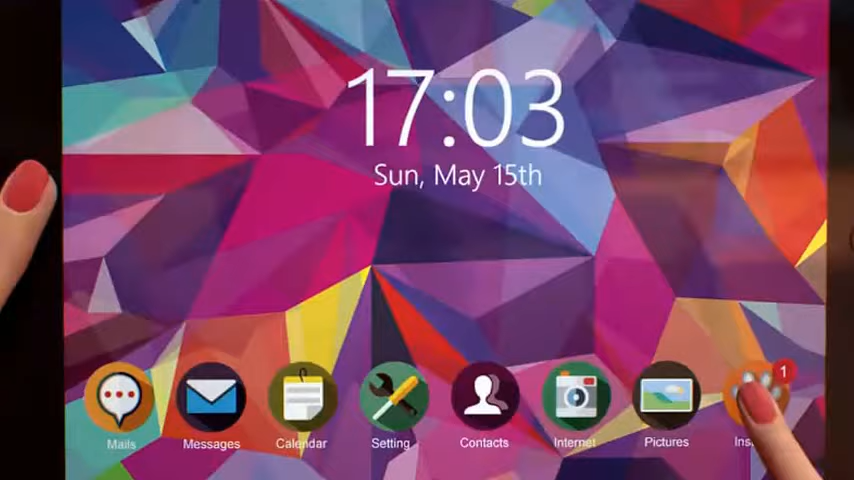 17:03
Sun, May 15th
1
Mails
Messages
Calendar
Setting
Contacts
Internet
Pictures